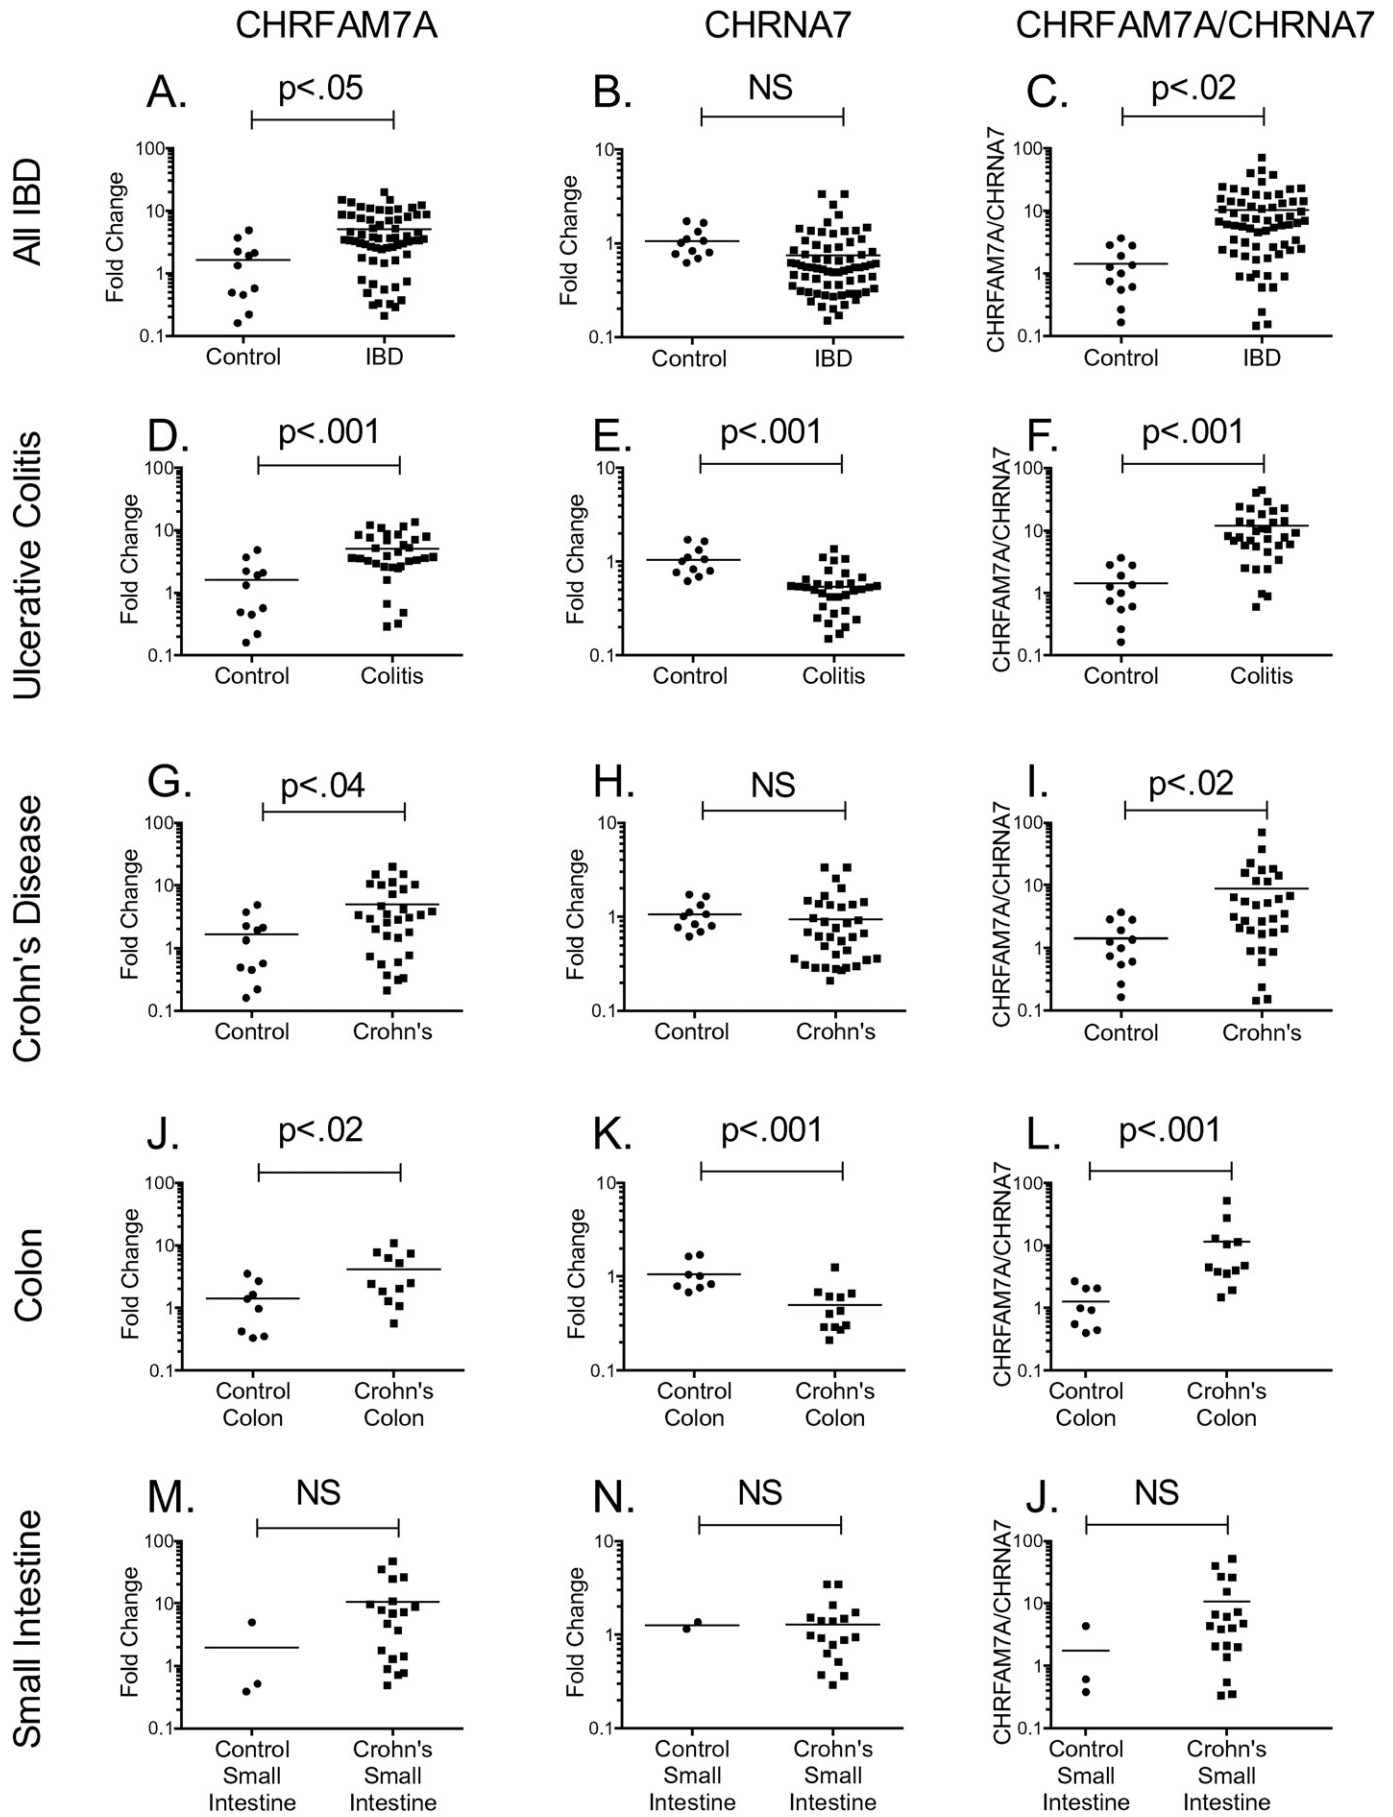 CHRFAM7A CHRNA7 CHRFAM7A/CHRNA7
All IBD
A. p<.05
Fold Change
100
10
1
0.1
Control IBD
B. NS
Fold Change
10
1
0.1
Control IBD
C. p<.02
CHRFAM7A/CHRNA7
100
10
1
0.1
Control IBD
Ulcerative Colitis
D. p<.001
Fold Change
100
10
1
0.1
Control Colitis
E. p<.001
Fold Change
10
1
0.1
Control Colitis
F. p<.001
CHRFAM7A/CHRNA7
100
10
1
0.1
Control Colitis
Crohn's Disease
G. p<.04
Fold Change
100
10
1
0.1
Control Crohn's
H. NS
Fold Change
10
1
0.1
Control Crohn's
I. p<.02
CHRFAM7A/CHRNA7
100
10
1
0.1
Control Crohn's
Colon
J. p<.02
Fold Change
100
10
1
0.1
Control Crohn's
Colon Colon
K. p<.001
Fold Change
10
1
0.1
Control Crohn's
Colon Colon
L. p<.001
CHRFAM7A/CHRNA7
100
10
1
0.1
Control Crohn's
Colon Colon
Small Intestine
M. NS
Fold Change
100
10
1
0.1
Control Crohn's
Small Small
Intestine Intestine
N. NS
Fold Change
10
1
0.1
Control Crohn's
Small Small
Intestine Intestine
J. NS
CHRFAM7A/CHRNA7
100
10
1
0.1
Control Crohn's
Small Small
Intestine Intestine